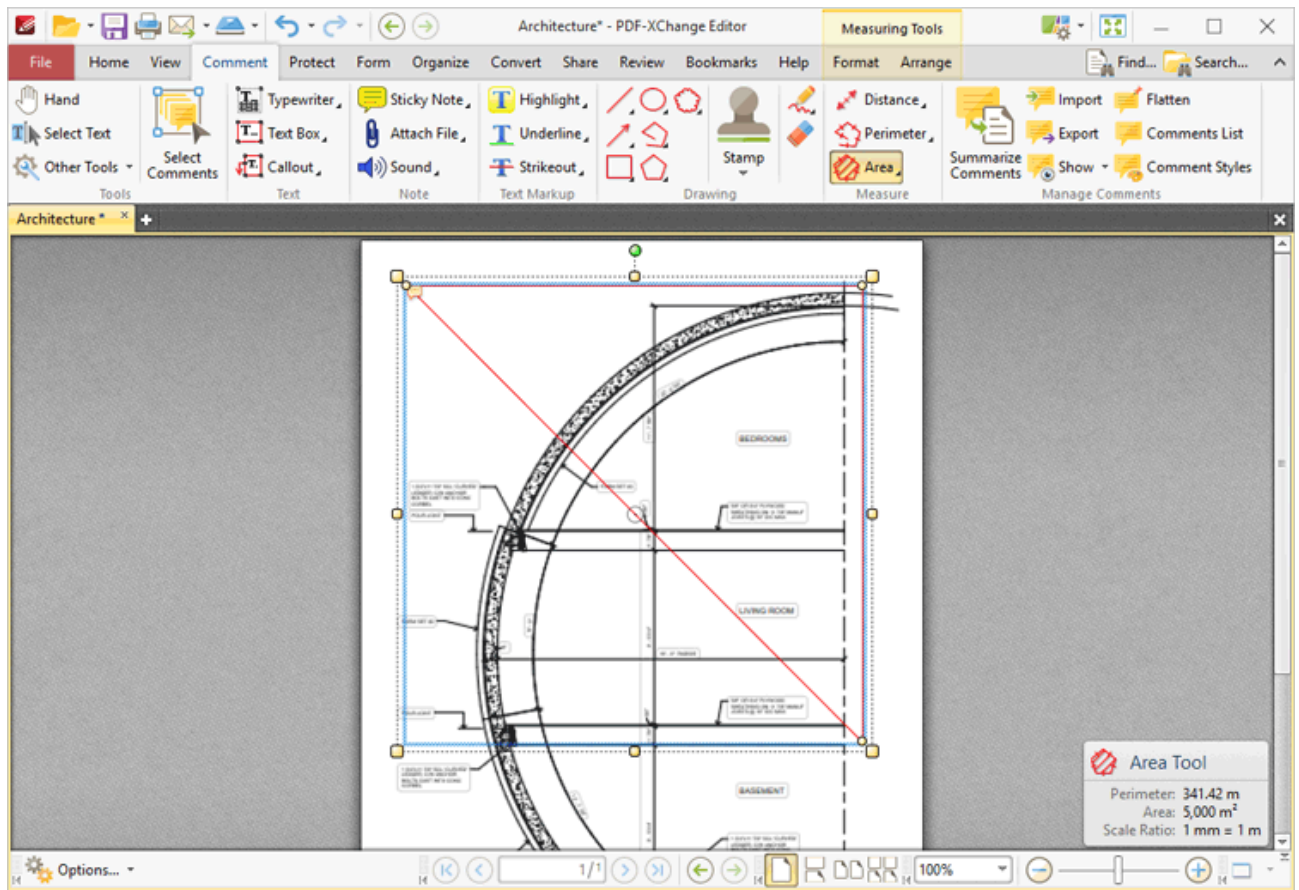 Architecture* - PDF-XChange Editor
Measuring Tools
File Home View Comment Protect Form Organize Convert Share Review Bookmarks Help Format Arrange Find... Search...
Hand Typewriter Sticky Note Highlight Distance Import Flatten
Select Text Text Box Attach File Underline Perimeter Export Comments List
Other Tools Select Comments Callout Sound Strikeout Stamp Area Summarize Comments Show Comment Styles
Tools Text Note Text Markup Drawing Measure Manage Comments
Architecture *
BEDROOMS
LIVING ROOM
BASEMENT
Area Tool
Perimeter: 341.42 m
Area: 5,000 m²
Scale Ratio: 1 mm = 1 m
Options... 1/1 100%